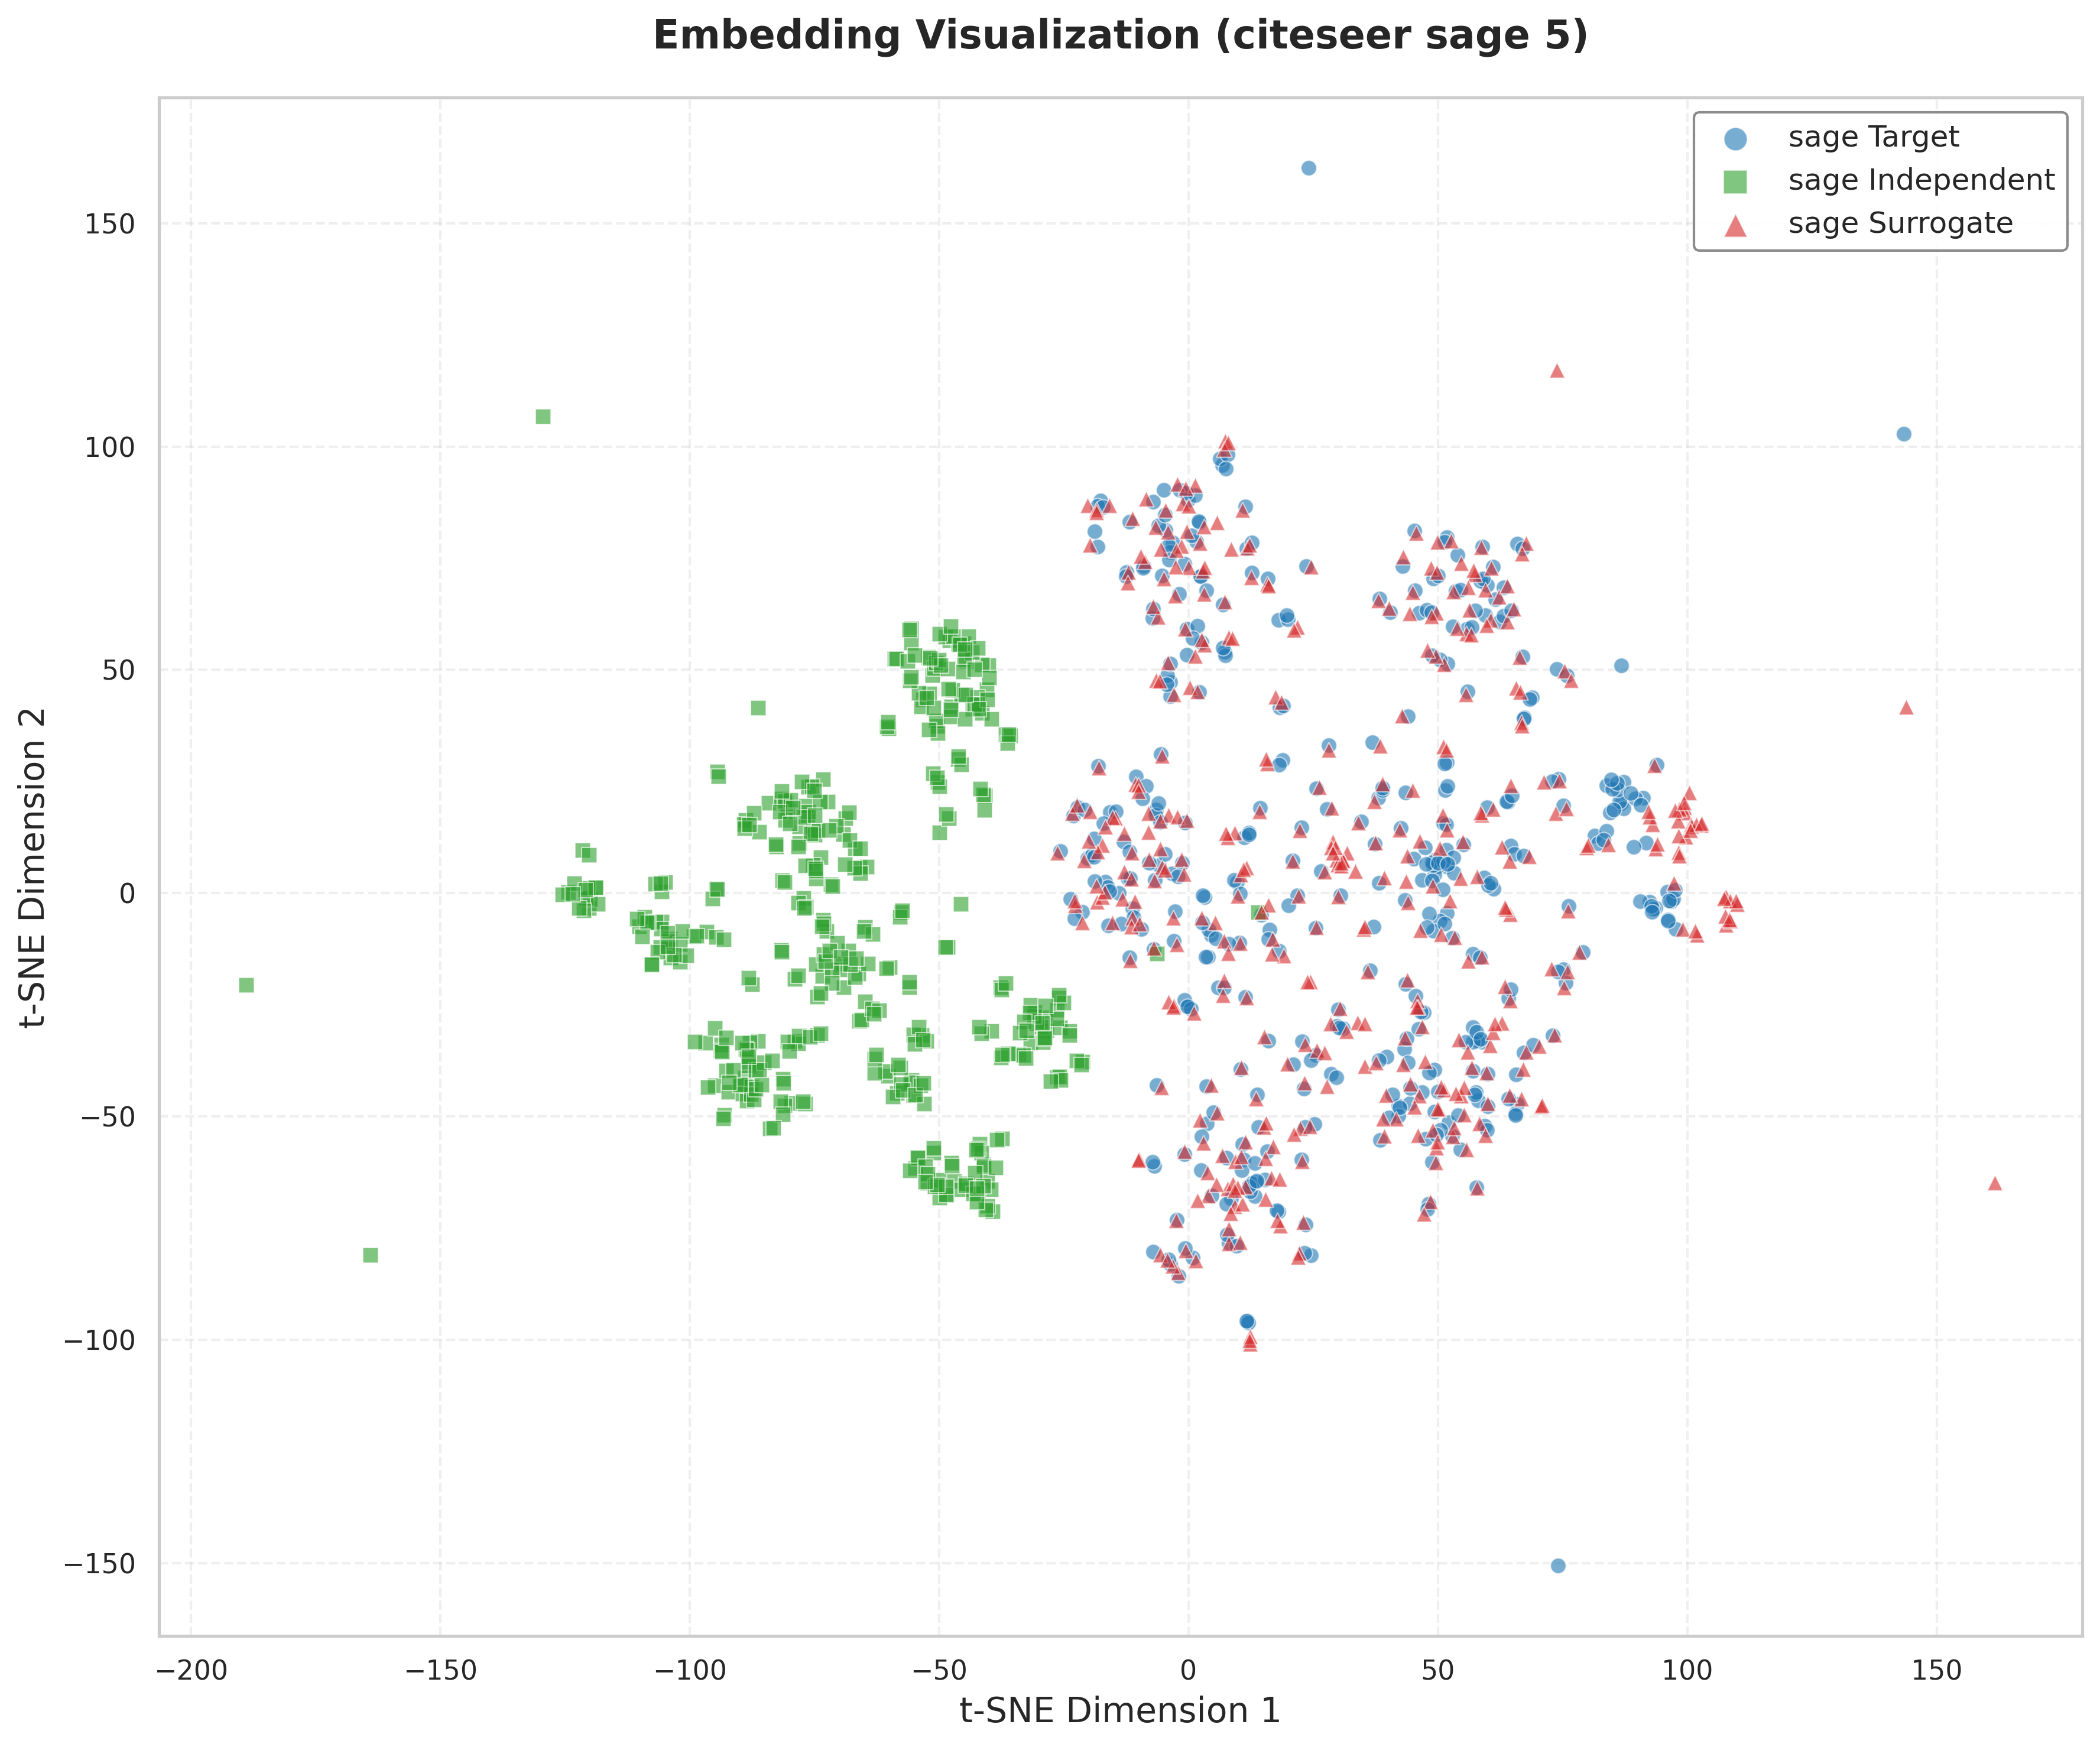 Embedding Visualization (citeseer sage 5)
sage Target
sage Independent
sage Surrogate
150
100
50
0
−50
−100
−150
t-SNE Dimension 2
−200 −150 −100 −50 0 50 100 150
t-SNE Dimension 1